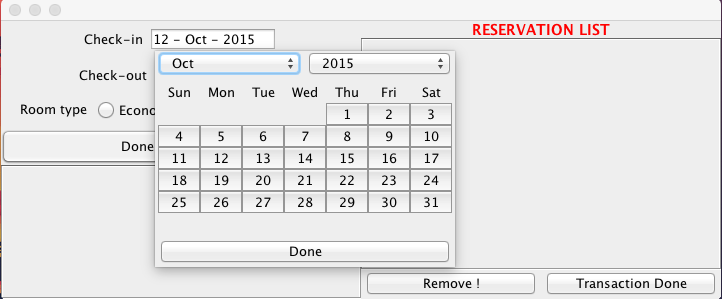 RESERVATION LIST
Check-in 12 - Oct - 2015
Oct 2015
Check-out
Sun Mon Tue Wed Thu Fri Sat
Room type Econo
1 2 3
4 5 6 7 8 9 10
Done
11 12 13 14 15 16 17
18 19 20 21 22 23 24
25 26 27 28 29 30 31
Done
Remove ! Transaction Done